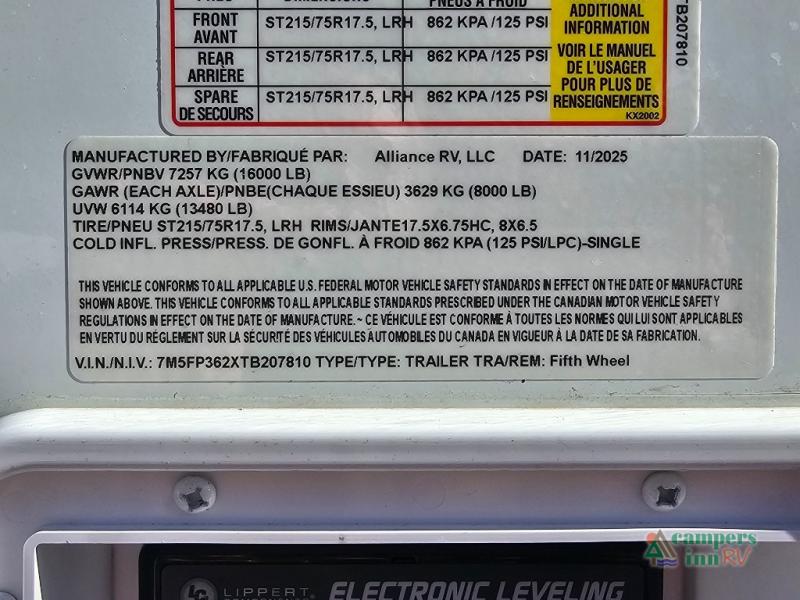 PNEUS À FROID
FRONT
AVANT
ST215/75R17.5, LRH 862 KPA /125 PSI
REAR
ARRIÈRE
ST215/75R17.5, LRH 862 KPA /125 PSI
SPARE
DE SECOURS
ST215/75R17.5, LRH 862 KPA /125 PSI
ADDITIONAL
INFORMATION
VOIR LE MANUEL
DE L'USAGER
POUR PLUS DE
RENSEIGNEMENTS
KX2002
TB207810
MANUFACTURED BY/FABRIQUÉ PAR: Alliance RV, LLC DATE: 11/2025
GVWR/PNBV 7257 KG (16000 LB)
GAWR (EACH AXLE)/PNBE(CHAQUE ESSIEU) 3629 KG (8000 LB)
UVW 6114 KG (13480 LB)
TIRE/PNEU ST215/75R17.5, LRH RIMS/JANTE17.5X6.75HC, 8X6.5
COLD INFL. PRESS/PRESS. DE GONFL. À FROID 862 KPA (125 PSI/LPC)-SINGLE
THIS VEHICLE CONFORMS TO ALL APPLICABLE U.S. FEDERAL MOTOR VEHICLE SAFETY STANDARDS IN EFFECT ON THE DATE OF MANUFACTURE
SHOWN ABOVE. THIS VEHICLE CONFORMS TO ALL APPLICABLE STANDARDS PRESCRIBED UNDER THE CANADIAN MOTOR VEHICLE SAFETY
REGULATIONS IN EFFECT ON THE DATE OF MANUFACTURE. ~ CE VÉHICULE EST CONFORME À TOUTES LES NORMES QUI LUI SONT APPLICABLES
EN VERTU DU RÈGLEMENT SUR LA SÉCURITÉ DES VÉHICULES AUTOMOBILES DU CANADA EN VIGUEUR À LA DATE DE SA FABRICATION.
V.I.N./N.I.V.: 7M5FP362XTB207810 TYPE/TYPE: TRAILER TRA/REM: Fifth Wheel
LIPPERT
ELECTRONIC LEVELING
campers
inn RV